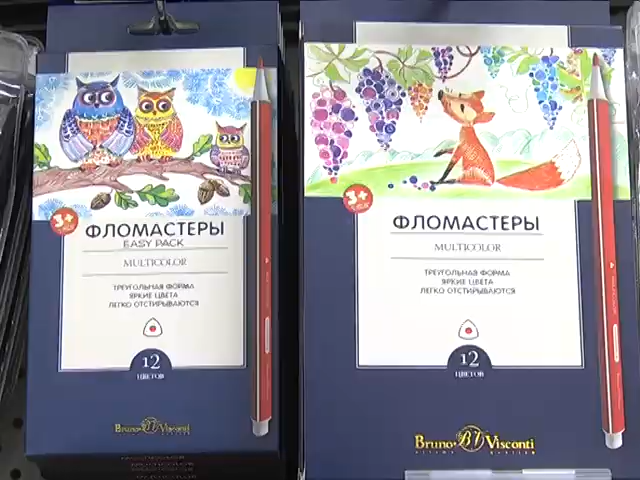 3+
ФЛОМАСТЕРЫ
EASY PACK
MULTICOLOR
ТРЕУГОЛЬНАЯ ФОРМА
ЯРКИЕ ЦВЕТА
ЛЕГКО ОТСТИРЫВАЮТСЯ
12
ЦВЕТОВ
Bruno Visconti
3+
ФЛОМАСТЕРЫ
MULTICOLOR
ТРЕУГОЛЬНАЯ ФОРМА
ЯРКИЕ ЦВЕТА
ЛЕГКО ОТСТИРЫВАЮТСЯ
12
ЦВЕТОВ
Bruno BV Visconti